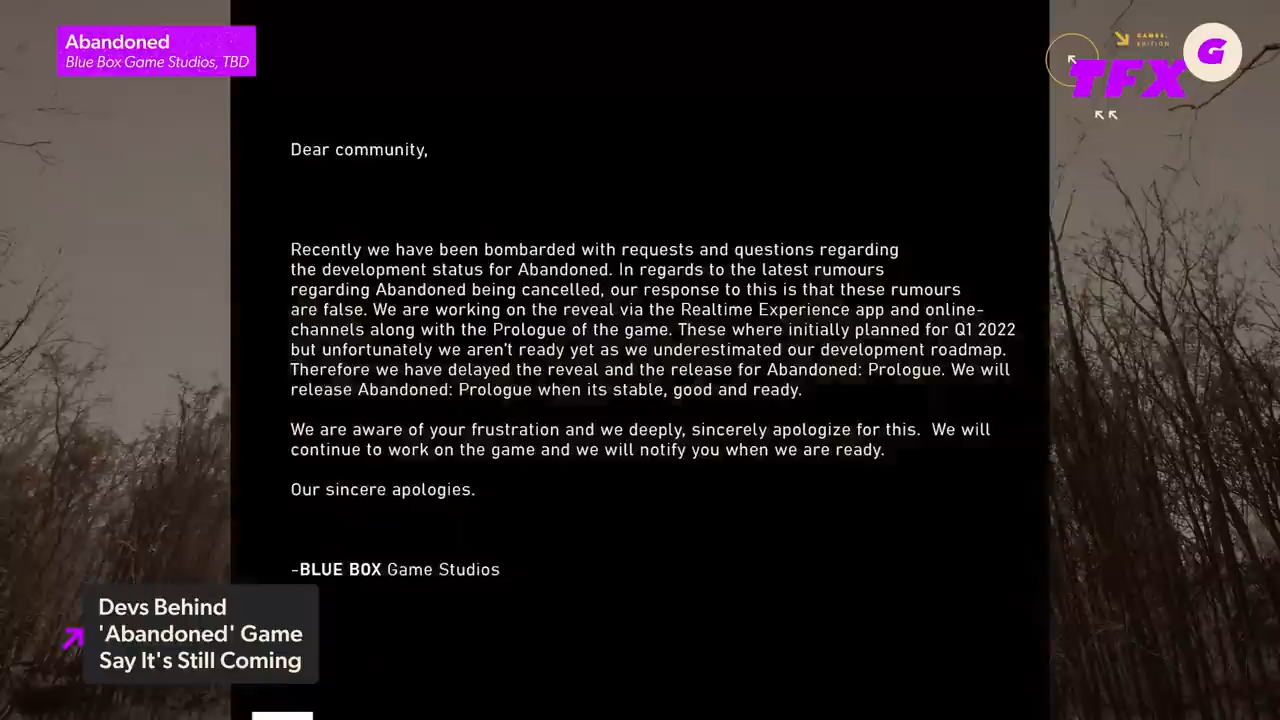 Abandoned
Blue Box Game Studios, TBD
GAMES.
EDITION
TFX
G
Dear community,
Recently we have been bombarded with requests and questions regarding
the development status for Abandoned. In regards to the latest rumours
regarding Abandoned being cancelled, our response to this is that these rumours
are false. We are working on the reveal via the Realtime Experience app and online-
channels along with the Prologue of the game. These where initially planned for Q1 2022
but unfortunately we aren't ready yet as we underestimated our development roadmap.
Therefore we have delayed the reveal and the release for Abandoned: Prologue. We will
release Abandoned: Prologue when its stable, good and ready.
We are aware of your frustration and we deeply, sincerely apologize for this.  We will
continue to work on the game and we will notify you when we are ready.
Our sincere apologies.
-BLUE BOX Game Studios
Devs Behind
'Abandoned' Game
Say It's Still Coming